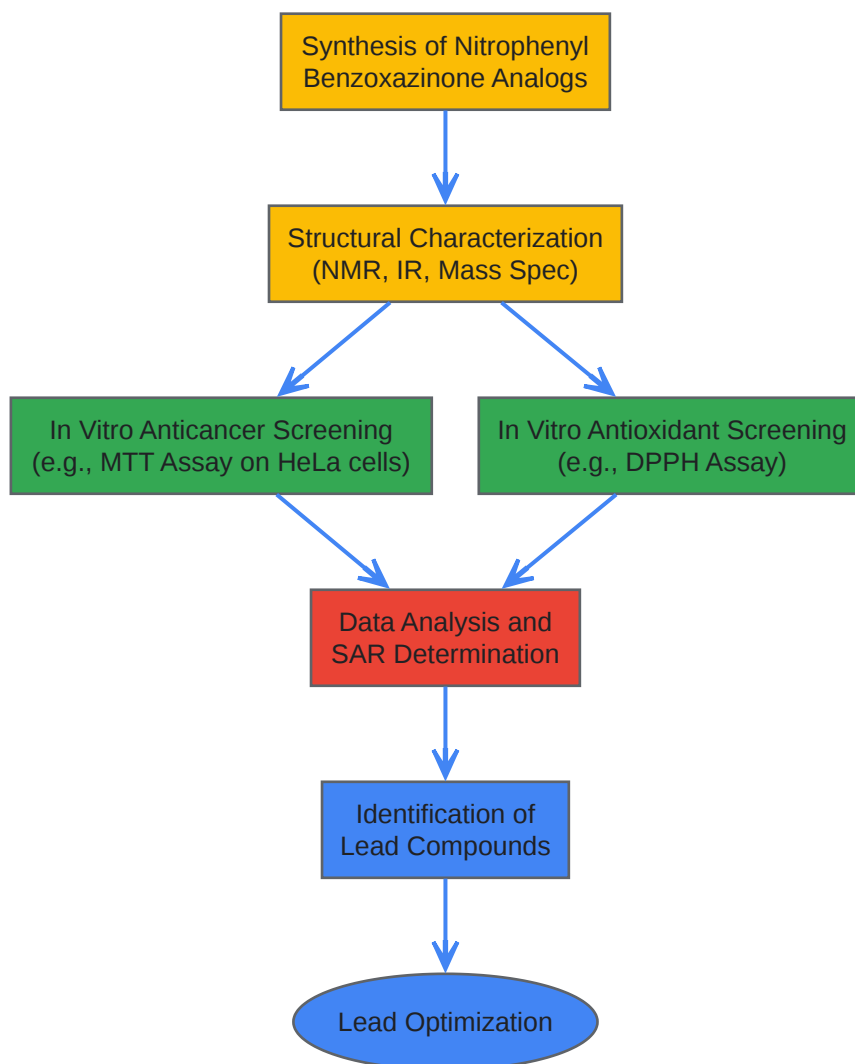 Synthesis of Nitrophenyl
Benzoxazinone Analogs
Structural Characterization
(NMR, IR, Mass Spec)
In Vitro Anticancer Screening
(e.g., MTT Assay on HeLa cells)
In Vitro Antioxidant Screening
(e.g., DPPH Assay)
Data Analysis and
SAR Determination
Identification of
Lead Compounds
Lead Optimization